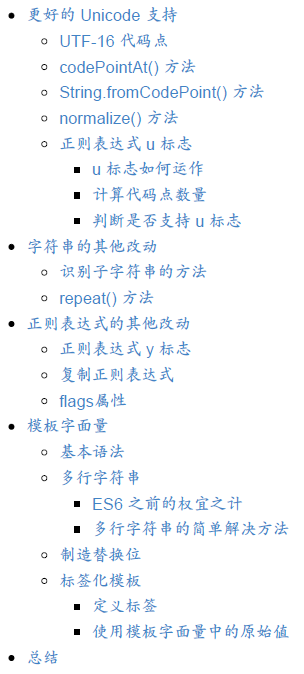 更好的 Unicode 支持
UTF-16 代码点
codePointAt() 方法
String.fromCodePoint() 方法
normalize() 方法
正则表达式 u 标志
u 标志如何运作
计算代码点数量
判断是否支持 u 标志
字符串的其他改动
识别子字符串的方法
repeat() 方法
正则表达式的其他改动
正则表达式 y 标志
复制正则表达式
flags属性
模板字面量
基本语法
多行字符串
ES6 之前的权宜之计
多行字符串的简单解决方法
制造替换位
标签化模板
定义标签
使用模板字面量中的原始值
总结